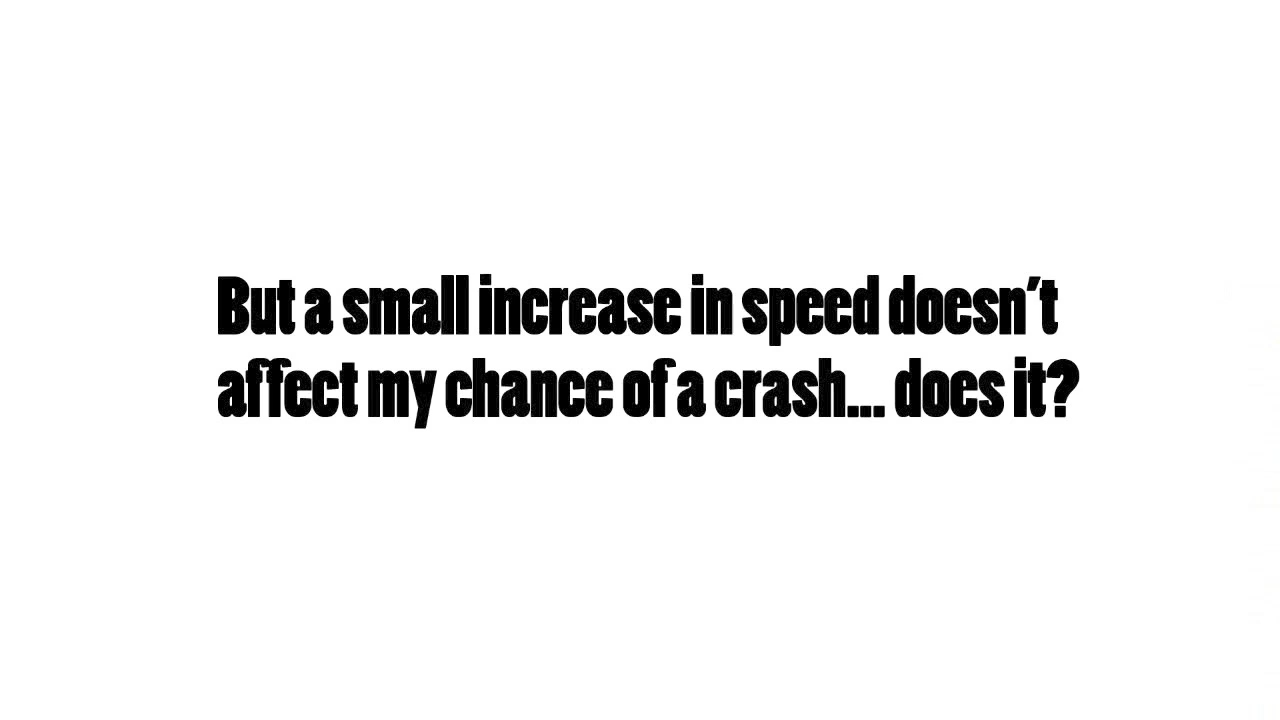 But a small increase in speed doesn't
affect my chance of a crash... does it?